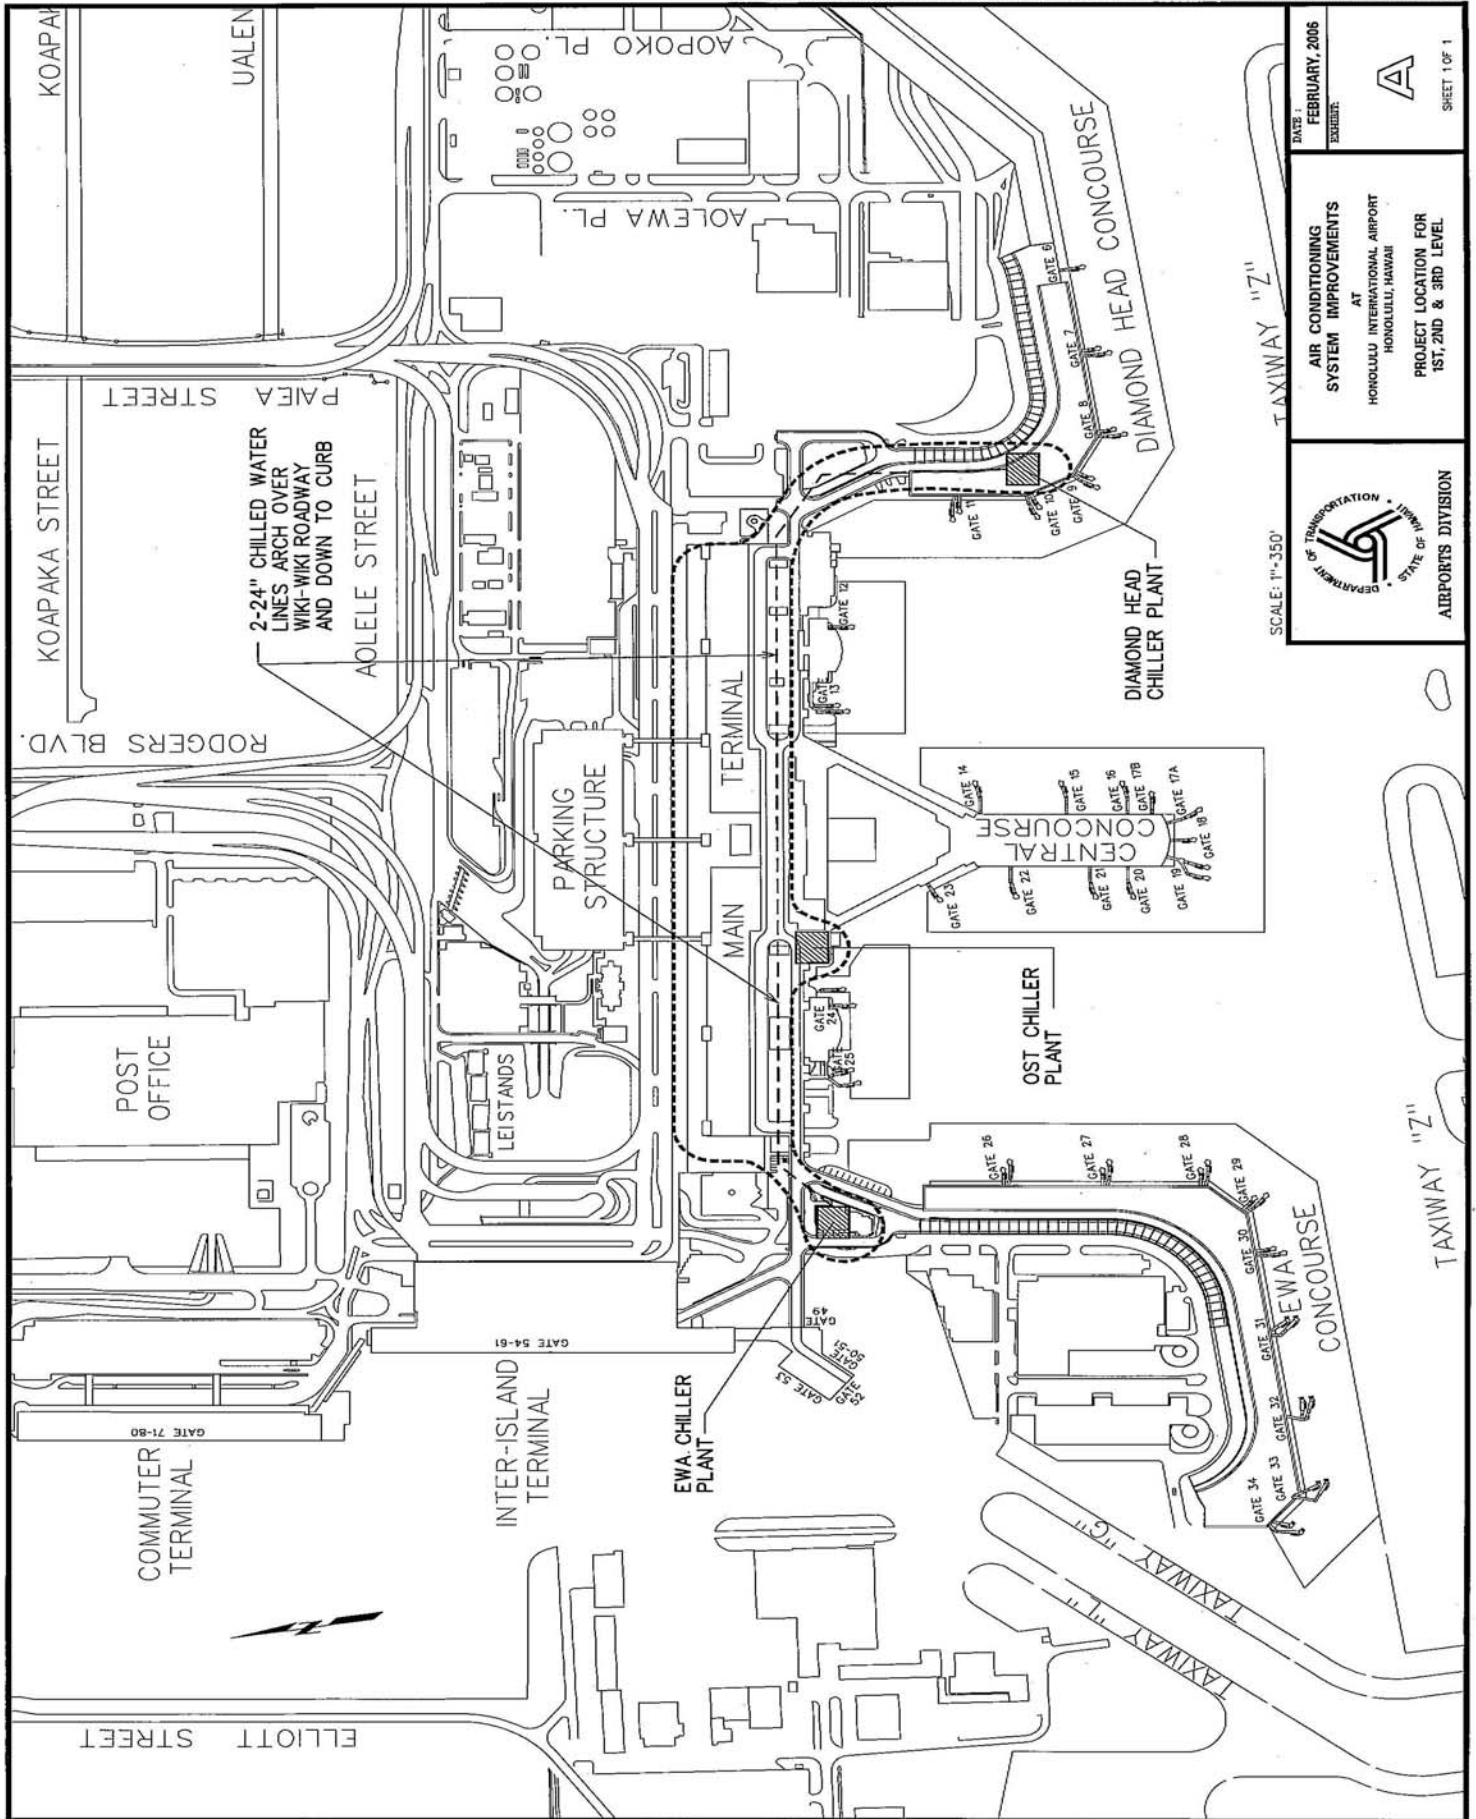 KOAPAK
UALEN
KOAPAKA STREET
PAIEA STREET
RODGERS BLVD.
AOLELE STREET
AOPOKO PL.
AOLEWA PL.
2-24" CHILLED WATER
LINES ARCH OVER
WIKI-WIKI ROADWAY
AND DOWN TO CURB
POST
OFFICE
LEI STANDS
PARKING
STRUCTURE
MAIN TERMINAL
COMMUTER
TERMINAL
GATE 71-80
INTER-ISLAND
TERMINAL
GATE 54-61
GATE
49
GATE
50-51
GATE
52
GATE 53
EWA CHILLER
PLANT
OST CHILLER
PLANT
DIAMOND HEAD
CHILLER PLANT
DIAMOND HEAD CONCOURSE
GATE 6
GATE 7
GATE 8
GATE 9
GATE 10
GATE 11
GATE 12
GATE
13
CENTRAL
CONCOURSE
GATE 14
GATE 15
GATE 16
GATE 17B
GATE 17A
GATE 18
GATE 19
GATE 20
GATE 21
GATE 22
GATE 23
GATE
24
GATE
25
EWA
CONCOURSE
GATE 26
GATE 27
GATE 28
GATE 29
GATE 30
GATE 31
GATE 32
GATE 33
GATE 34
ELLIOTT STREET
TAXIWAY "L"
TAXIWAY "C"
TAXIWAY "Z"
TAXIWAY "Z"
SCALE: 1"-350'
DEPARTMENT OF TRANSPORTATION
STATE OF HAWAII
AIRPORTS DIVISION
AIR CONDITIONING
SYSTEM IMPROVEMENTS
AT
HONOLULU INTERNATIONAL AIRPORT
HONOLULU, HAWAII
PROJECT LOCATION FOR
1ST, 2ND & 3RD LEVEL
DATE :
FEBRUARY, 2006
EXHIBIT:
A
SHEET 1 OF 1